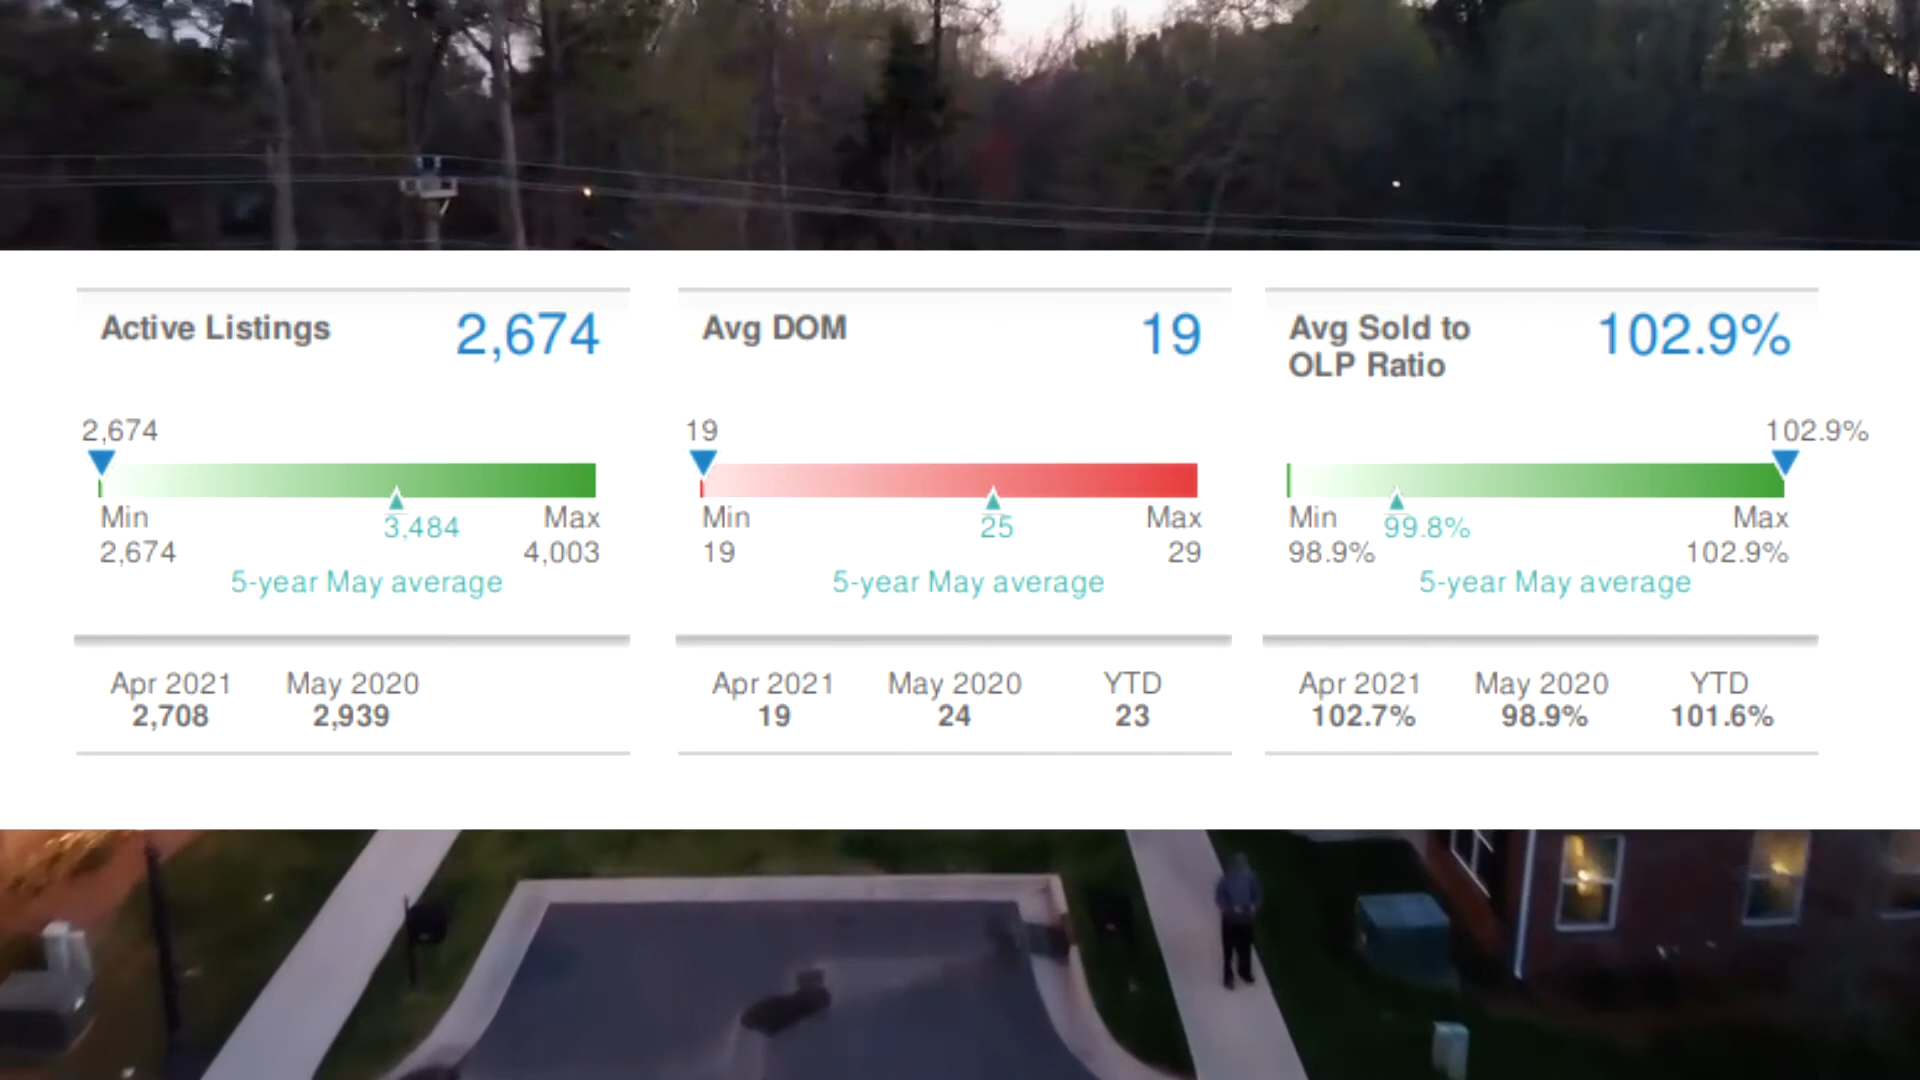 Active Listings 2,674
2,674
Min Max
3,484
2,674 4,003
5-year May average
Apr 2021 May 2020
2,708 2,939
Avg DOM 19
19
Min Max
25
19 29
5-year May average
Apr 2021 May 2020 YTD
19 24 23
Avg Sold to 102.9%
OLP Ratio
102.9%
Min Max
99.8%
98.9% 102.9%
5-year May average
Apr 2021 May 2020 YTD
102.7% 98.9% 101.6%